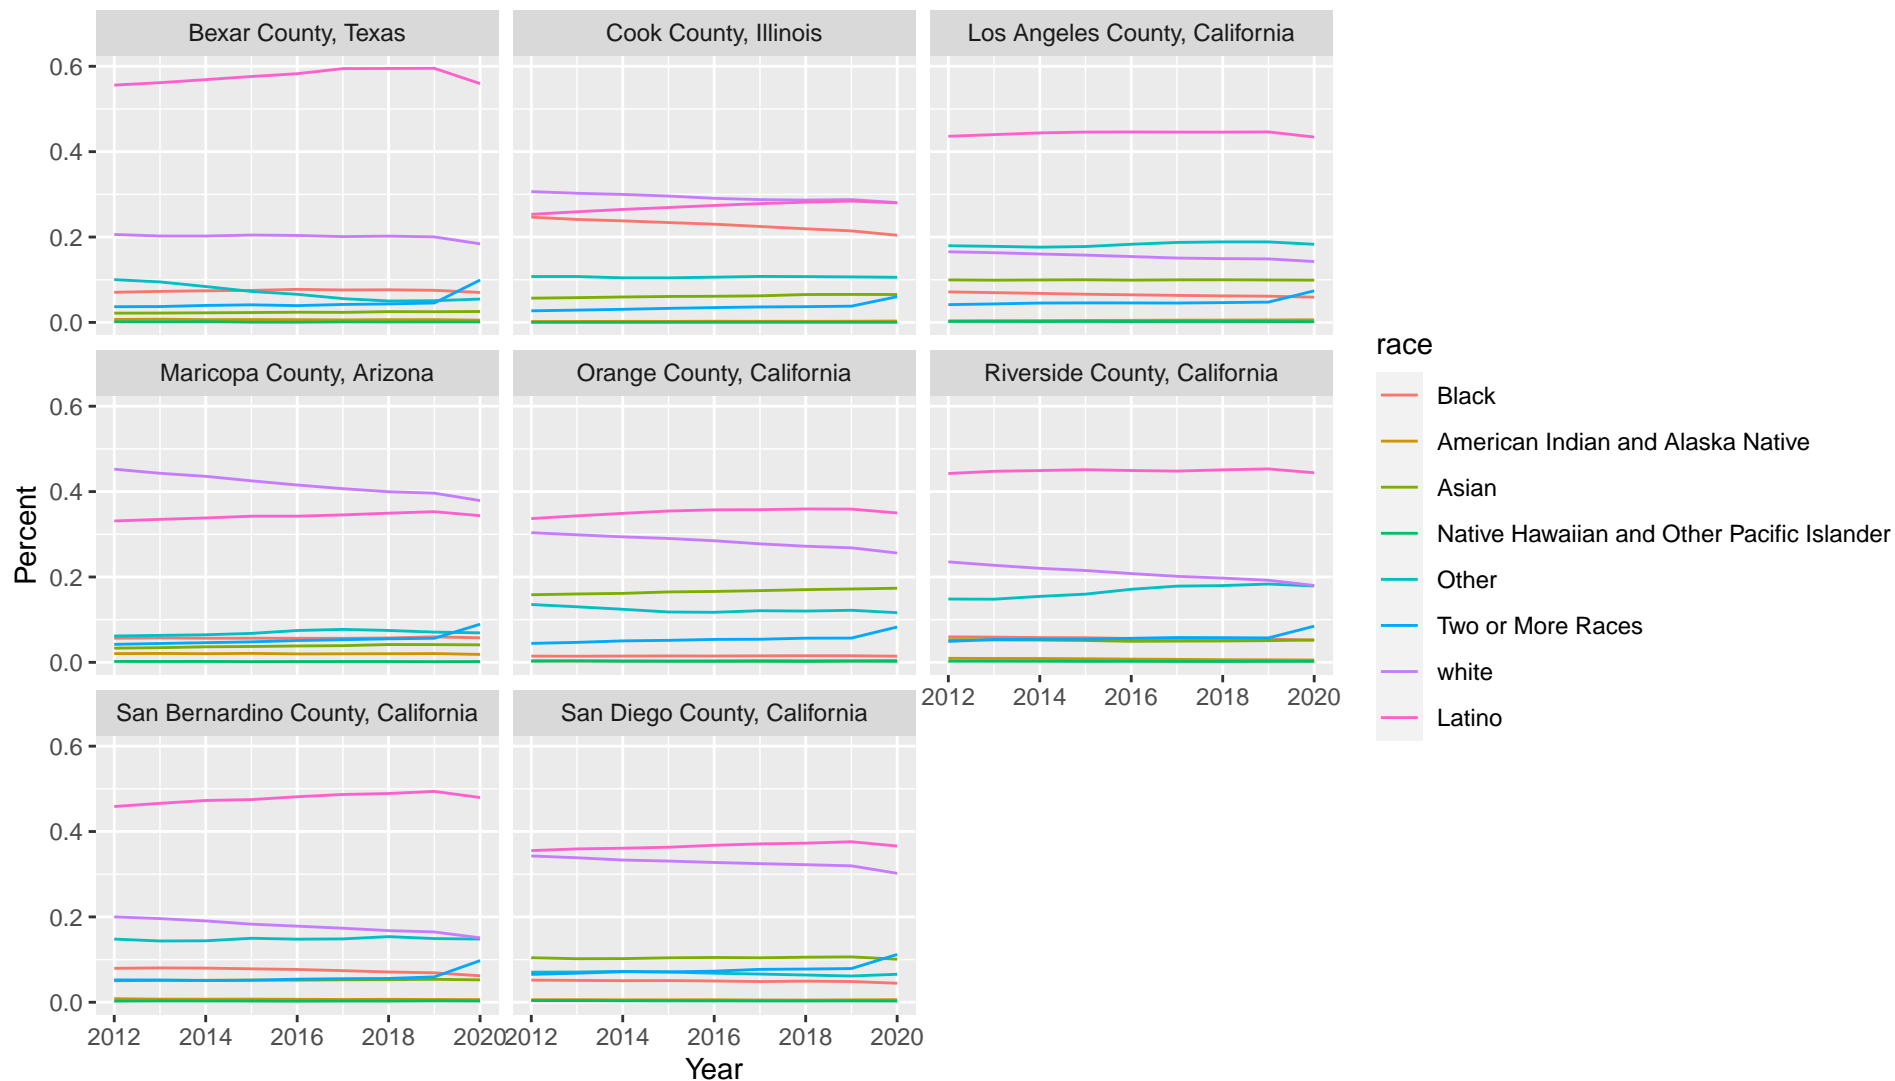 Bexar County, Texas
Cook County, Illinois
Los Angeles County, California
0.6
0.4
0.2
0.0
Maricopa County, Arizona
Orange County, California
Riverside County, California
0.6
0.4
0.2
0.0
2012 2014 2016 2018 2020
San Bernardino County, California
San Diego County, California
0.6
0.4
0.2
0.0
2012 2014 2016 2018 2020
2012 2014 2016 2018 2020
Year
Percent
race
Black
American Indian and Alaska Native
Asian
Native Hawaiian and Other Pacific Islander
Other
Two or More Races
white
Latino